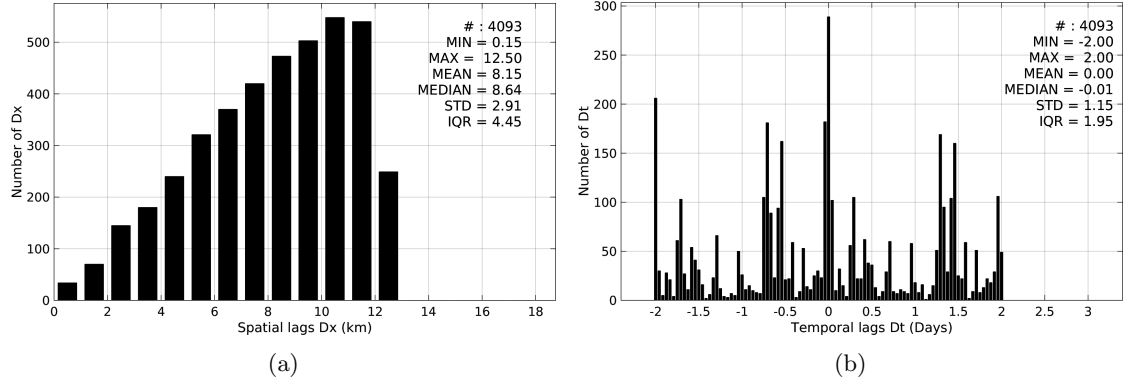 # : 4093
MIN = 0.15
MAX = 12.50
MEAN = 8.15
MEDIAN = 8.64
STD = 2.91
IQR = 4.45
Number of Dx
500
400
300
200
100
0
0 2 4 6 8 10 12 14 16 18
Spatial lags Dx (km)
(a)
# : 4093
MIN = -2.00
MAX = 2.00
MEAN = 0.00
MEDIAN = -0.01
STD = 1.15
IQR = 1.95
Number of Dt
300
250
200
150
100
50
0
-2 -1.5 -1 -0.5 0 0.5 1 1.5 2 2.5 3
Temporal lags Dt (Days)
(b)